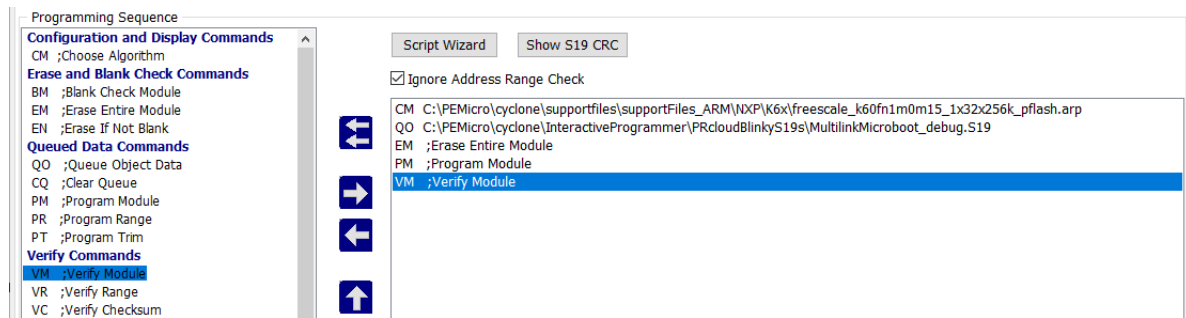 Programming Sequence
Configuration and Display Commands
CM ;Choose Algorithm
Erase and Blank Check Commands
BM ;Blank Check Module
EM ;Erase Entire Module
EN ;Erase If Not Blank
Queued Data Commands
QO ;Queue Object Data
CQ ;Clear Queue
PM ;Program Module
PR ;Program Range
PT ;Program Trim
Verify Commands
VM ;Verify Module
VR ;Verify Range
VC ;Verify Checksum
Script Wizard Show S19 CRC
Ignore Address Range Check
CM C:\PEMicro\cyclone\supportfiles\supportFiles_ARM\NXP\K6x\freescale_k60fn1m0m15_1x32x256k_pflash.arp
QO C:\PEMicro\cyclone\InteractiveProgrammer\PRcloudBlinkyS19s\MultilinkMicroboot_debug.S19
EM ;Erase Entire Module
PM ;Program Module
VM ;Verify Module